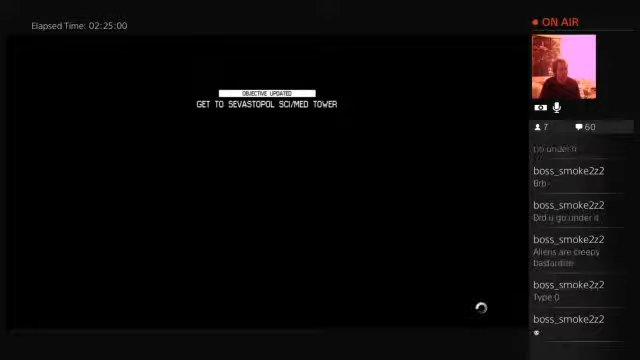 Elapsed Time: 02:25:00
ON AIR
OBJECTIVE UPDATED
GET TO SEVASTOPOL SCI/MED TOWER
7
60
boss_smoke2z2
Brb
boss_smoke2z2
Did u go under it
boss_smoke2z2
Aliens are creepy
boss_smoke2z2
Type 0
boss_smoke2z2